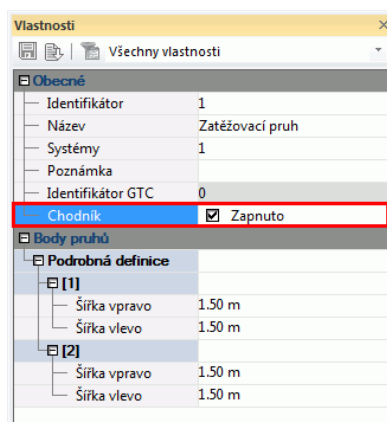 Vlastnosti
Všechny vlastnosti
Obecné
Identifikátor 1
Název Zatěžovací pruh
Systémy 1
Poznámka
Identifikátor GTC 0
Chodník Zapnuto
Body pruhů
Podrobná definice
[1]
Šířka vpravo 1.50 m
Šířka vlevo 1.50 m
[2]
Šířka vpravo 1.50 m
Šířka vlevo 1.50 m